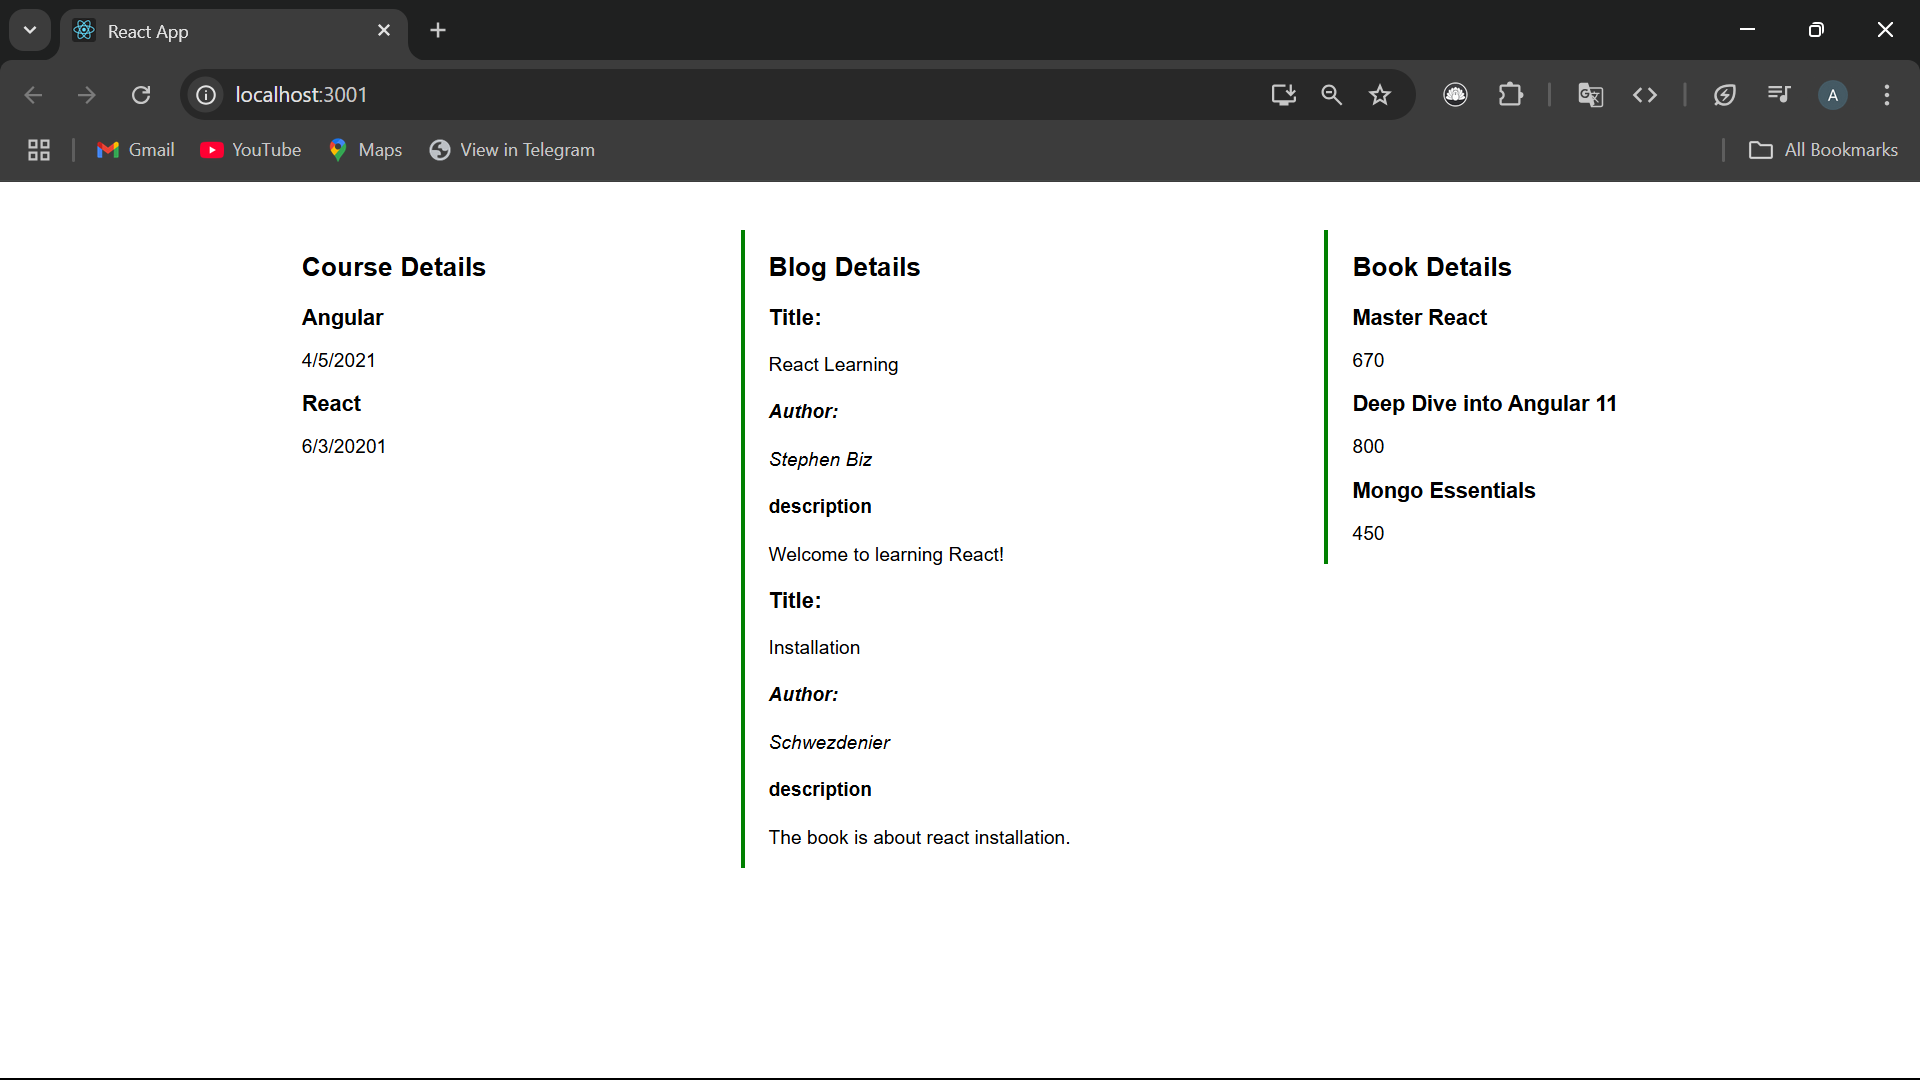 React App
localhost:3001
A
Gmail
YouTube
Maps
View in Telegram
All Bookmarks
Course Details
Angular
4/5/2021
React
6/3/20201
Blog Details
Title:
React Learning
Author:
Stephen Biz
description
Welcome to learning React!
Title:
Installation
Author:
Schwezdenier
description
The book is about react installation.
Book Details
Master React
670
Deep Dive into Angular 11
800
Mongo Essentials
450